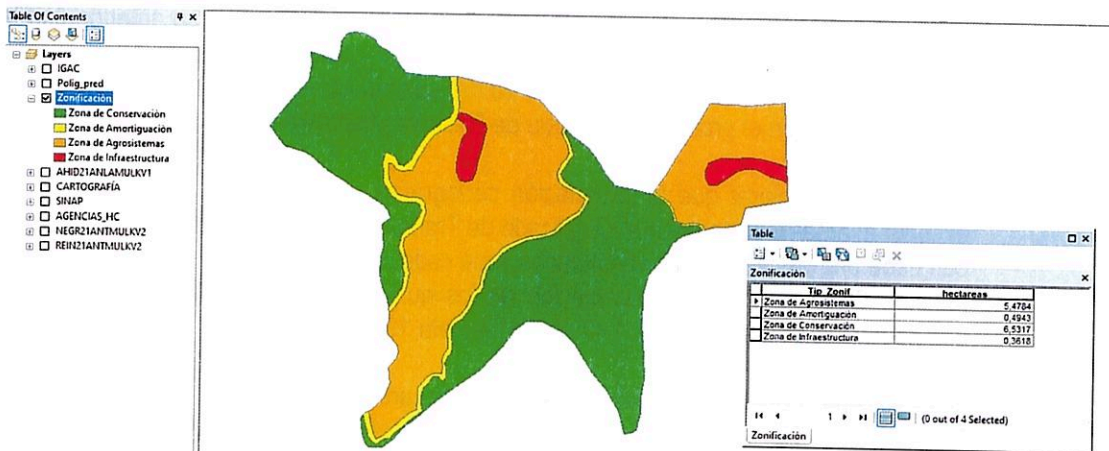 Table Of Contents
Layers
IGAC
Polig_pred
Zonificación
Zona de Conservación
Zona de Amortiguación
Zona de Agrosistemas
Zona de Infraestructura
AHID21ANLAMULKV1
CARTOGRAFÍA
SINAP
AGENCIAS_HC
NEGR21ANTMULKV2
REIN21ANTMULKV2
Table
Zonificación
Tip_Zonif hectareas
Zona de Agrosistemas 5,4784
Zona de Amortiguación 0,4943
Zona de Conservación 6,5317
Zona de Infraestructura 0,3618
1 (0 out of 4 Selected)
Zonificación